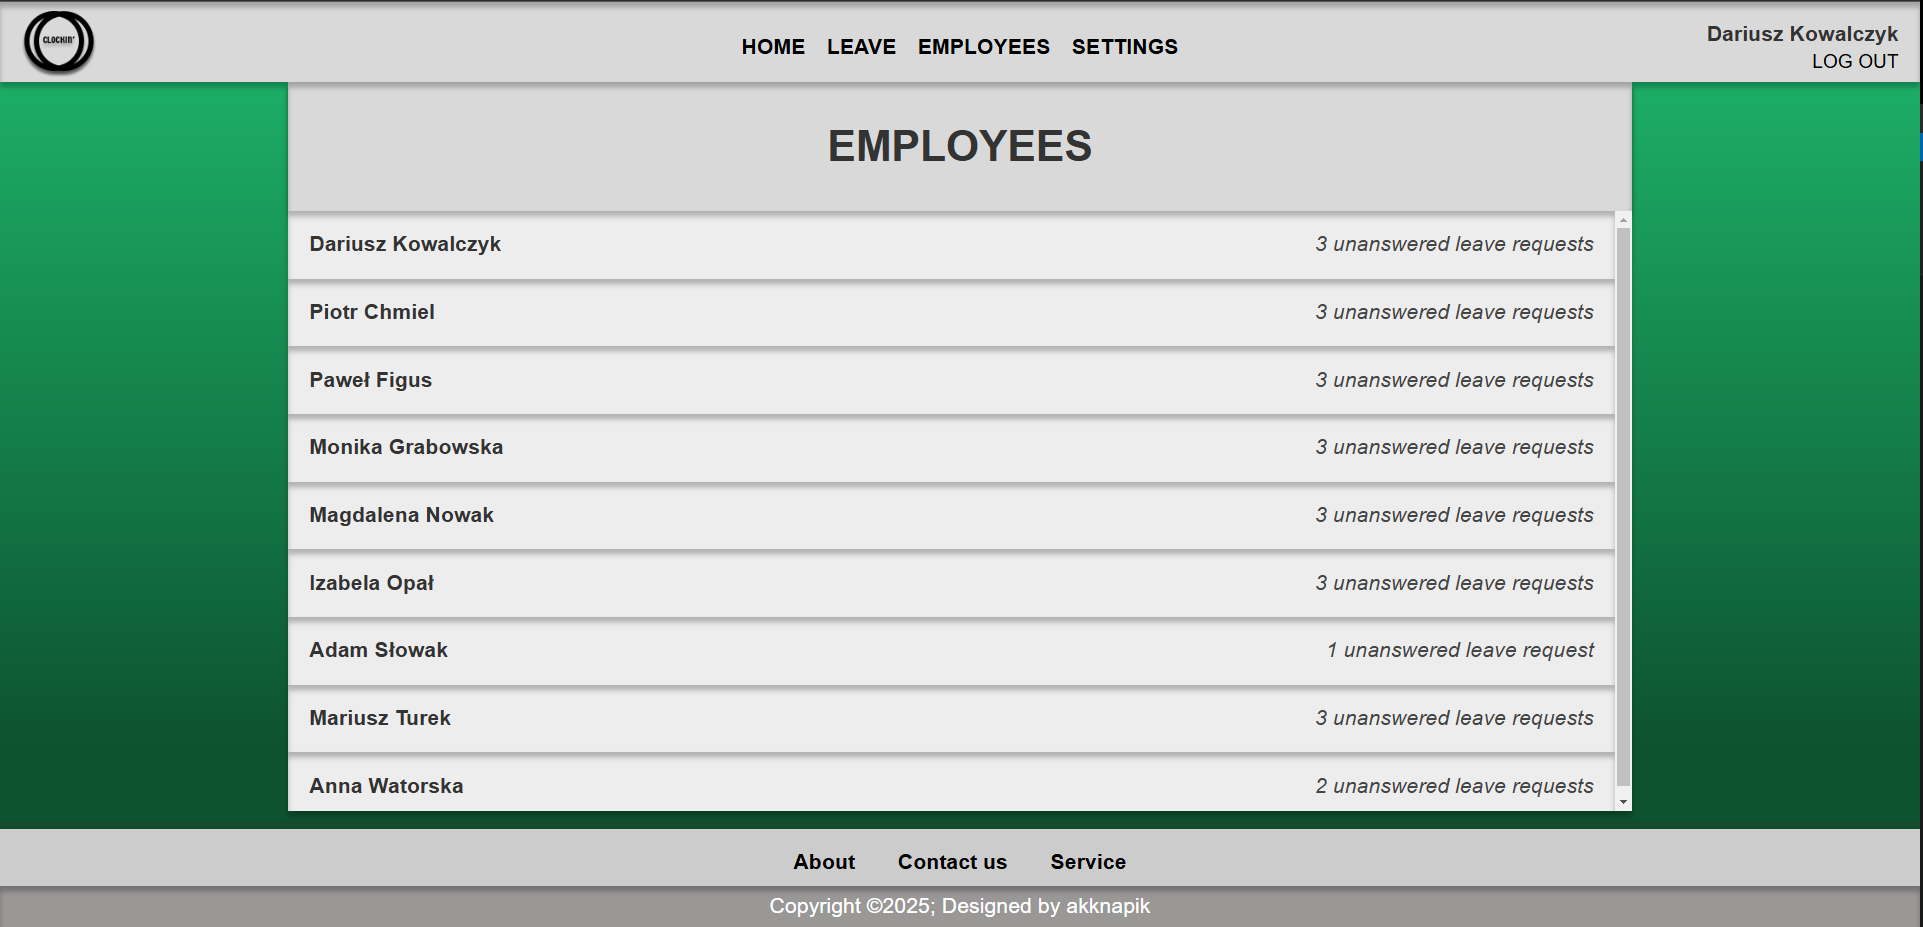 CLOCKIN'
HOME LEAVE EMPLOYEES SETTINGS
Dariusz Kowalczyk
LOG OUT
EMPLOYEES
Dariusz Kowalczyk 3 unanswered leave requests
Piotr Chmiel 3 unanswered leave requests
Paweł Figus 3 unanswered leave requests
Monika Grabowska 3 unanswered leave requests
Magdalena Nowak 3 unanswered leave requests
Izabela Opał 3 unanswered leave requests
Adam Słowak 1 unanswered leave request
Mariusz Turek 3 unanswered leave requests
Anna Watorska 2 unanswered leave requests
About Contact us Service
Copyright ©2025; Designed by akknapik